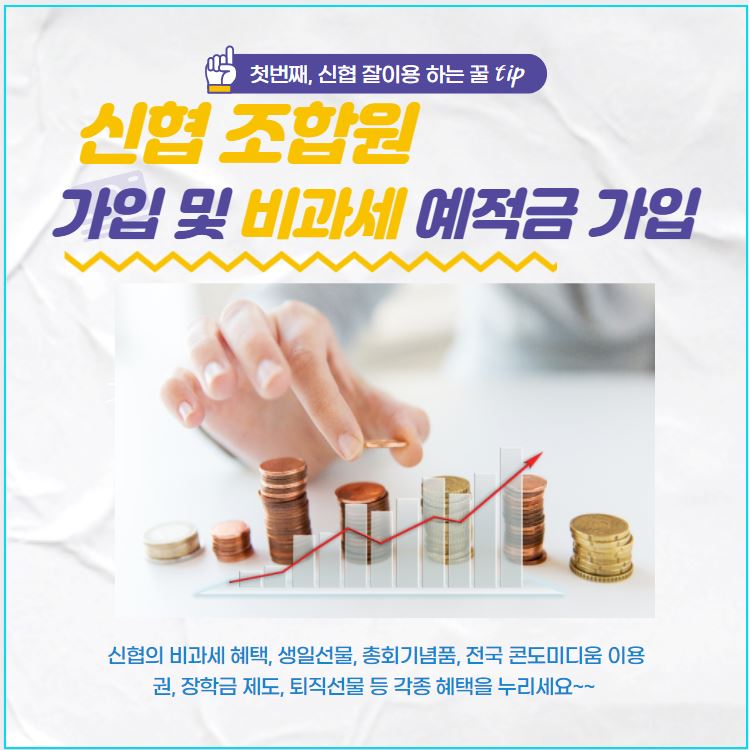 첫번째, 신협 잘이용 하는 꿀 tip
신협 조합원
가입 및 비과세 예적금 가입
신협의 비과세 혜택, 생일선물, 총회기념품, 전국 콘도미디움 이용
권, 장학금 제도, 퇴직선물 등 각종 혜택을 누리세요~~